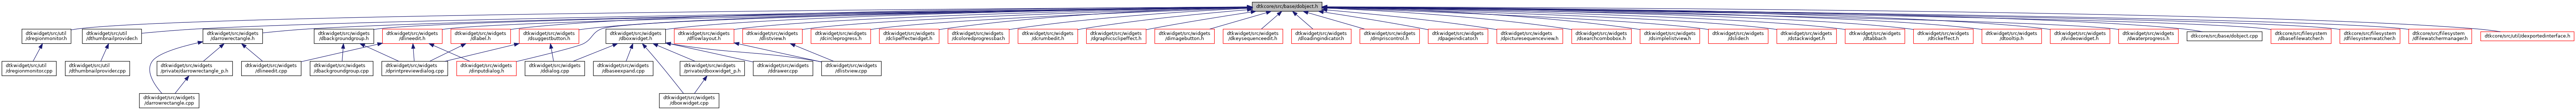 dtkcore/src/base/dobject.h
dtkwidget/src/util
/dregionmonitor.h
dtkwidget/src/util
/dthumbnailprovider.h
dtkwidget/src/widgets
/darrowrectangle.h
dtkwidget/src/widgets
/dbackgroundgroup.h
dtkwidget/src/widgets
/dlineedit.h
dtkwidget/src/widgets
/dlabel.h
dtkwidget/src/widgets
/dsuggestbutton.h
dtkwidget/src/widgets
/dboxwidget.h
dtkwidget/src/widgets
/dflowlayout.h
dtkwidget/src/widgets
/dlistview.h
dtkwidget/src/widgets
/dcircleprogress.h
dtkwidget/src/widgets
/dclipeffectwidget.h
dtkwidget/src/widgets
/dcoloredprogressbar.h
dtkwidget/src/widgets
/dcrumbedit.h
dtkwidget/src/widgets
/dgraphicsclipeffect.h
dtkwidget/src/widgets
/dimagebutton.h
dtkwidget/src/widgets
/dkeysequenceedit.h
dtkwidget/src/widgets
/dloadingindicator.h
dtkwidget/src/widgets
/dmpriscontrol.h
dtkwidget/src/widgets
/dpageindicator.h
dtkwidget/src/widgets
/dpicturesequenceview.h
dtkwidget/src/widgets
/dsearchcombobox.h
dtkwidget/src/widgets
/dsimplelistview.h
dtkwidget/src/widgets
/dslider.h
dtkwidget/src/widgets
/dstackwidget.h
dtkwidget/src/widgets
/dtabbar.h
dtkwidget/src/widgets
/dtickeffect.h
dtkwidget/src/widgets
/dtooltip.h
dtkwidget/src/widgets
/dvideowidget.h
dtkwidget/src/widgets
/dwaterprogress.h
dtkcore/src/base/dobject.cpp
dtkcore/src/filesystem
/dbasefilewatcher.h
dtkcore/src/filesystem
/dfilesystemwatcher.h
dtkcore/src/filesystem
/dfilewatchermanager.h
dtkcore/src/util/dexportedinterface.h
dtkwidget/src/util
/dregionmonitor.cpp
dtkwidget/src/util
/dthumbnailprovider.cpp
dtkwidget/src/widgets
/private/darrowrectangle_p.h
dtkwidget/src/widgets
/dlineedit.cpp
dtkwidget/src/widgets
/dbackgroundgroup.cpp
dtkwidget/src/widgets
/dprintpreviewdialog.cpp
dtkwidget/src/widgets
/dinputdialog.h
dtkwidget/src/widgets
/ddialog.cpp
dtkwidget/src/widgets
/dbaseexpand.cpp
dtkwidget/src/widgets
/private/dboxwidget_p.h
dtkwidget/src/widgets
/ddrawer.cpp
dtkwidget/src/widgets
/dlistview.cpp
dtkwidget/src/widgets
/darrowrectangle.cpp
dtkwidget/src/widgets
/dboxwidget.cpp